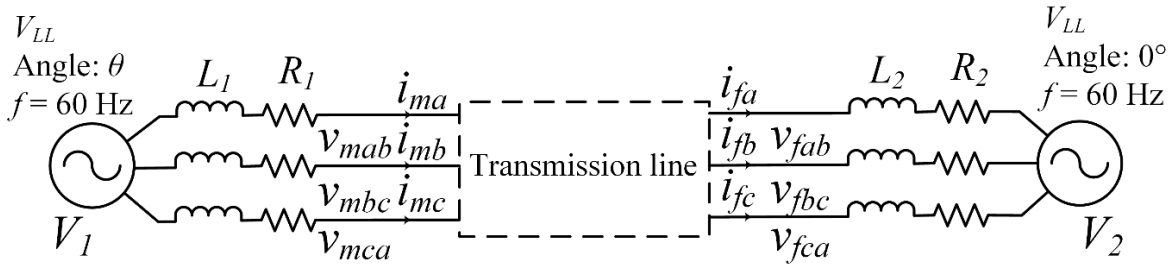 V_LL
Angle: θ
f = 60 Hz
L_1
R_1
i_ma
v_mab i_mb
v_mbc i_mc
v_mca
V_1
Transmission line
i_fa
i_fb v_fab
i_fc v_fbc
v_fca
L_2
R_2
V_LL
Angle: 0°
f = 60 Hz
V_2